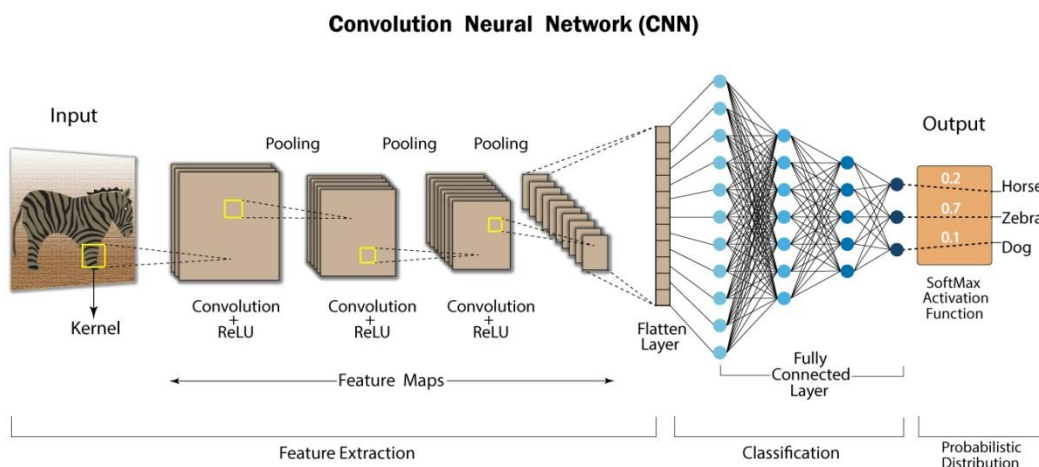 Convolution Neural Network (CNN)
Input
Kernel
Pooling
Pooling
Pooling
Convolution
+
ReLU
Convolution
+
ReLU
Convolution
+
ReLU
Feature Maps
Flatten
Layer
Fully
Connected
Layer
Output
0.2
Horse
0.7
Zebra
0.1
Dog
SoftMax
Activation
Function
Feature Extraction
Classification
Probabilistic
Distribution